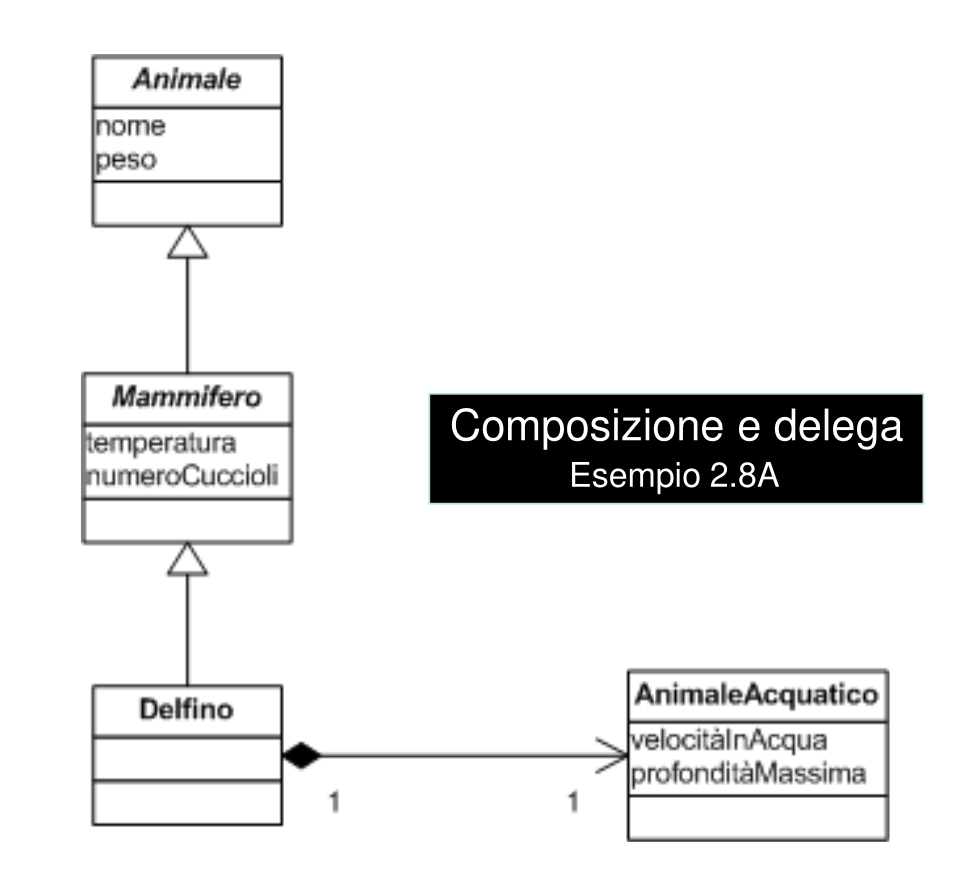 Animale
nome
peso
Mammifero
temperatura
numeroCuccioli
Composizione e delega
Esempio 2.8A
Delfino
1
1
AnimaleAcquatico
velocitàInAcqua
profonditàMassima